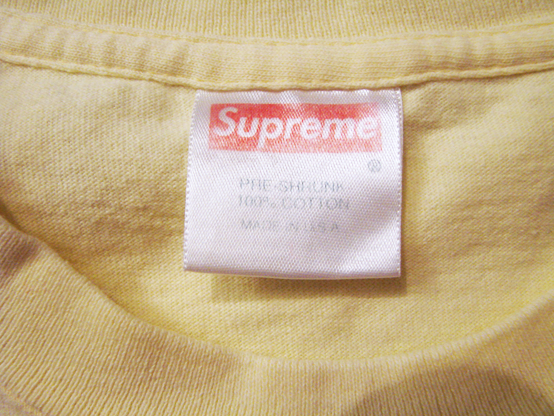 Supreme
®
PRE-SHRUNK
100% COTTON
MADE IN U.S.A.